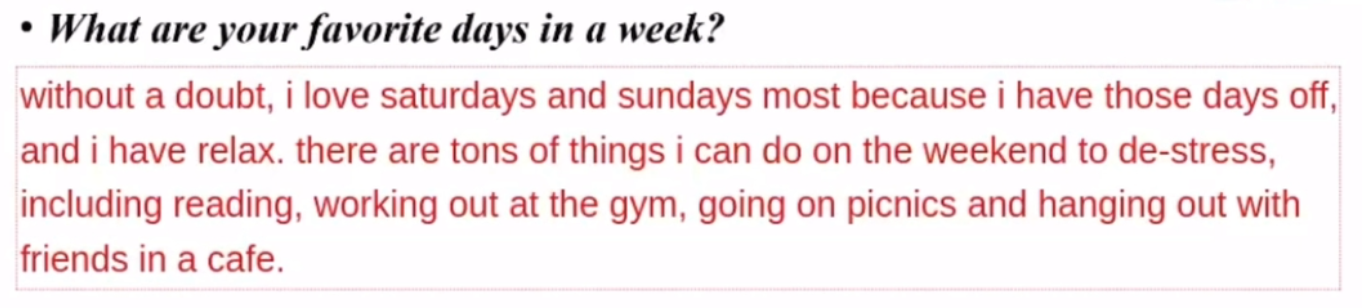 • What are your favorite days in a week?
without a doubt, i love saturdays and sundays most because i have those days off,
and i have relax. there are tons of things i can do on the weekend to de-stress,
including reading, working out at the gym, going on picnics and hanging out with
friends in a cafe.